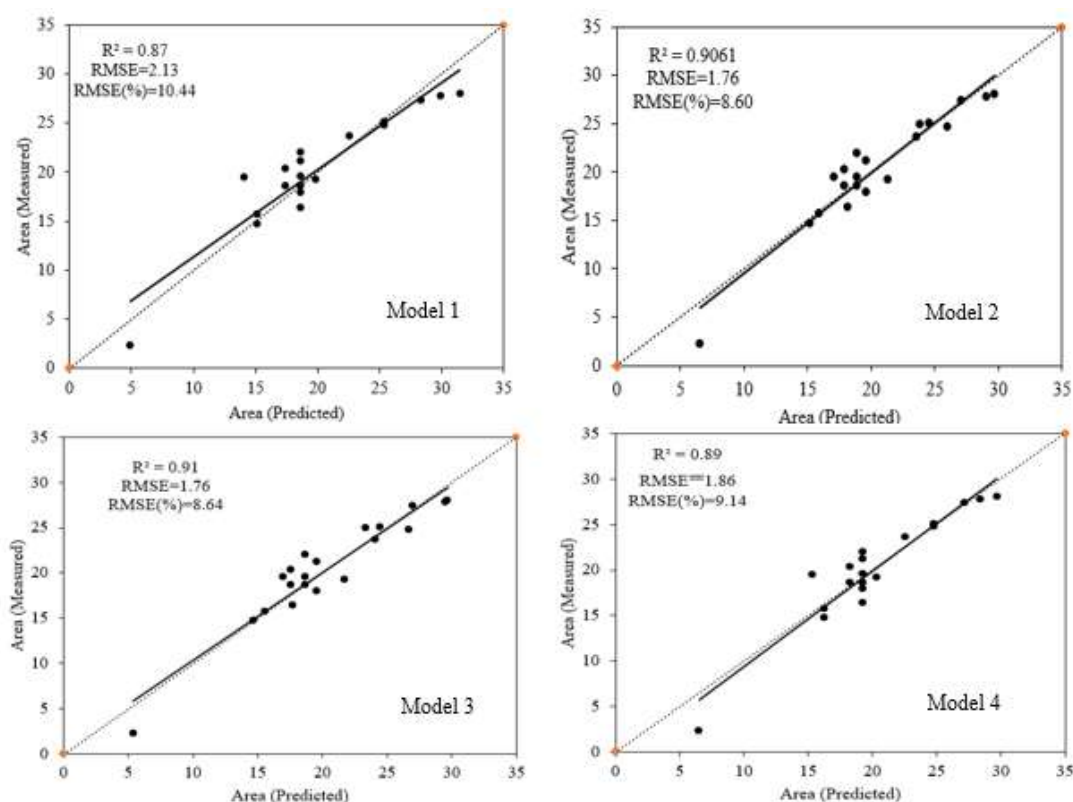 35
30
25
20
15
10
5
0
Area (Measured)
R² = 0.87
RMSE=2.13
RMSE(%)=10.44
Model 1
0 5 10 15 20 25 30 35
Area (Predicted)
35
30
25
20
15
10
5
0
Area (Measured)
R² = 0.9061
RMSE=1.76
RMSE(%)=8.60
Model 2
0 5 10 15 20 25 30 35
Area (Predicted)
35
30
25
20
15
10
5
0
Area (Measured)
R² = 0.91
RMSE=1.76
RMSE(%)=8.64
Model 3
0 5 10 15 20 25 30 35
Area (Predicted)
35
30
25
20
15
10
5
0
Area (Measured)
R² = 0.89
RMSE=1.86
RMSE(%)=9.14
Model 4
0 5 10 15 20 25 30 35
Area (Predicted)